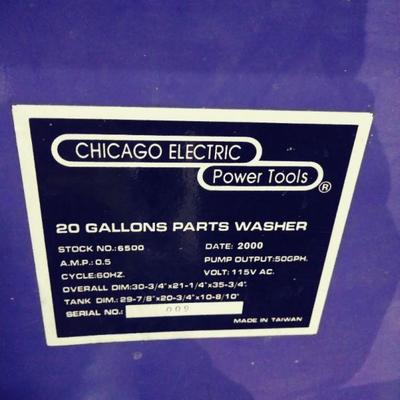 CHICAGO ELECTRIC
Power Tools ®
20 GALLONS PARTS WASHER
STOCK NO.:6500 DATE: 2000
A.M.P.: 0.5 PUMP OUTPUT:50GPH.
CYCLE:60HZ. VOLT: 115V AC.
OVERALL DIM:30-3/4"x21-1/4"x35-3/4".
TANK DIM.: 29-7/8"x20-3/4"x10-8/10"
SERIAL NO.: 009
MADE IN TAIWAN